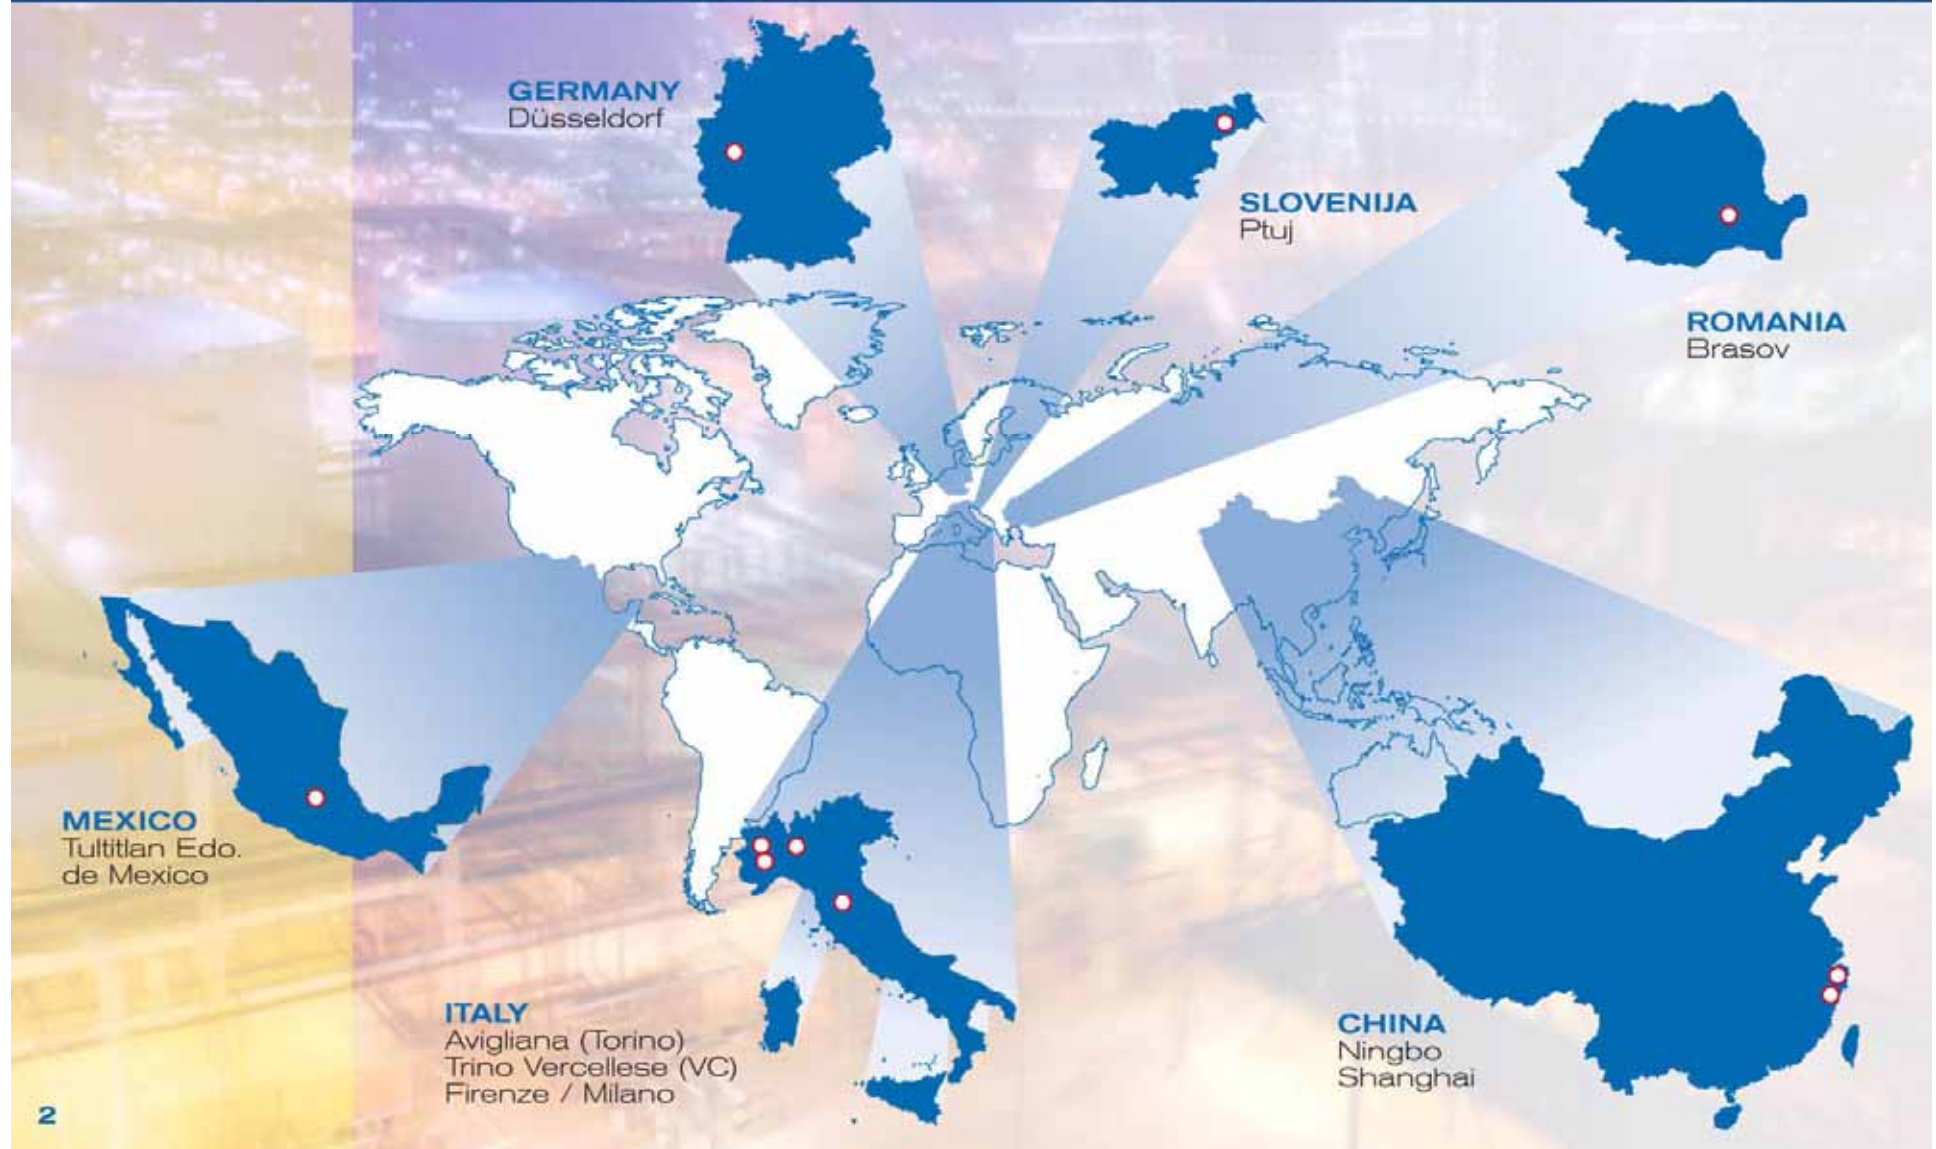 GERMANY
Düsseldorf
SLOVENIJA
Ptuj
ROMANIA
Brasov
MEXICO
Tultitlan Edo.
de Mexico
ITALY
Avigliana (Torino)
Trino Vercellese (VC)
Firenze / Milano
CHINA
Ningbo
Shanghai
2